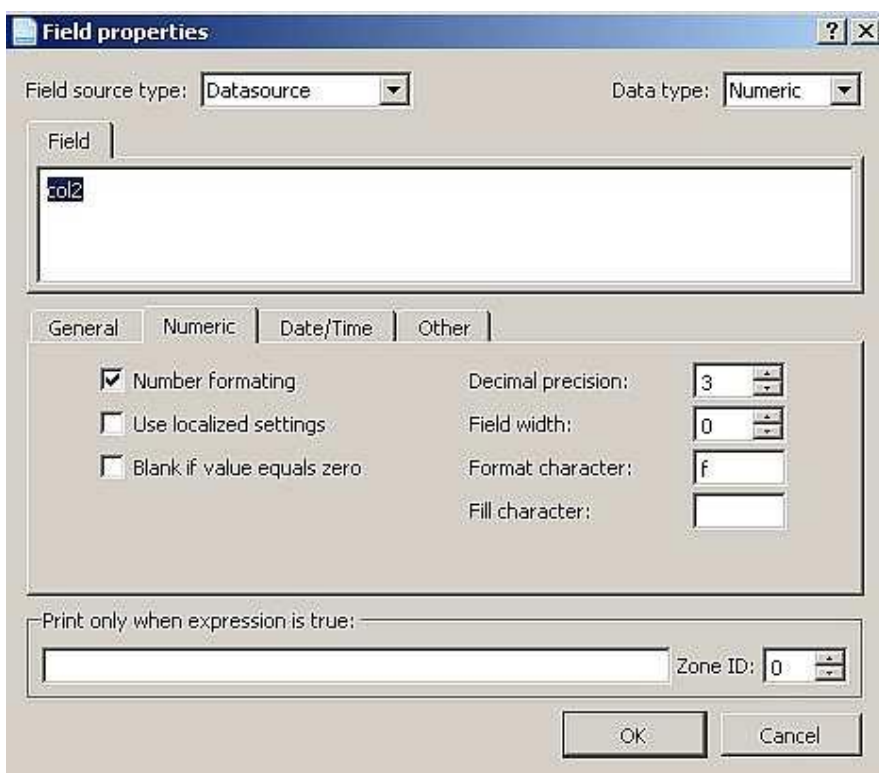 Field properties
Field source type: Datasource Data type: Numeric
Field
col2
General Numeric Date/Time Other
Number formating Decimal precision: 3
Use localized settings Field width: 0
Blank if value equals zero Format character: f
Fill character:
Print only when expression is true:
Zone ID: 0
OK Cancel